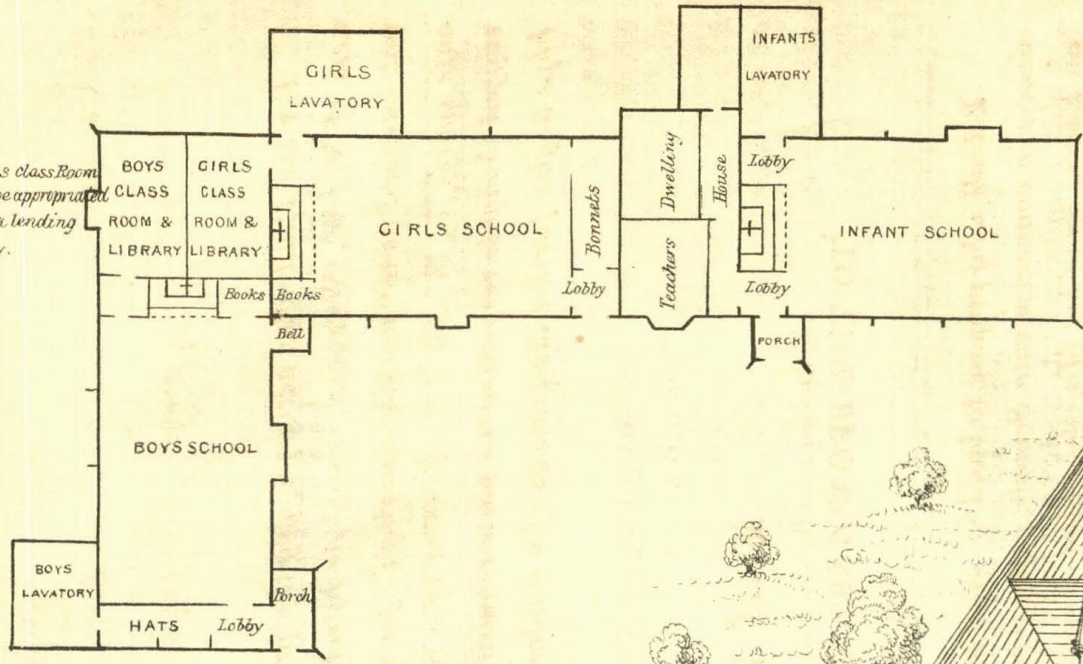 GIRLS
LAVATORY
INFANTS
LAVATORY
s class Room
be appropriated
a lending
y.
BOYS
CLASS
ROOM &
LIBRARY
GIRLS
CLASS
ROOM &
LIBRARY
GIRLS SCHOOL
Bonnets
Lobby
Dwelling
House
Teachers
Lobby
INFANT SCHOOL
Lobby
Books
Books
Bell
PORCH
BOYS SCHOOL
BOYS
LAVATORY
Porch
HATS
Lobby